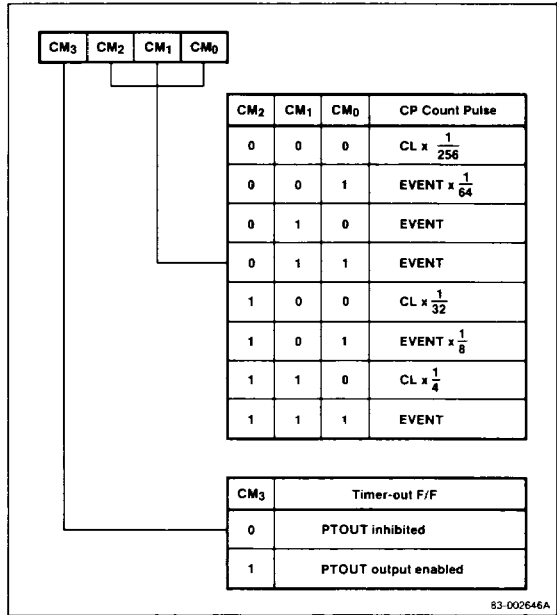 CM3 CM2 CM1 CM0
CM2 CM1 CM0 CP Count Pulse
0 0 0 CL x 1/256
0 0 1 EVENT x 1/64
0 1 0 EVENT
0 1 1 EVENT
1 0 0 CL x 1/32
1 0 1 EVENT x 1/8
1 1 0 CL x 1/4
1 1 1 EVENT
CM3 Timer-out F/F
0 PTOUT inhibited
1 PTOUT output enabled
83-002646A